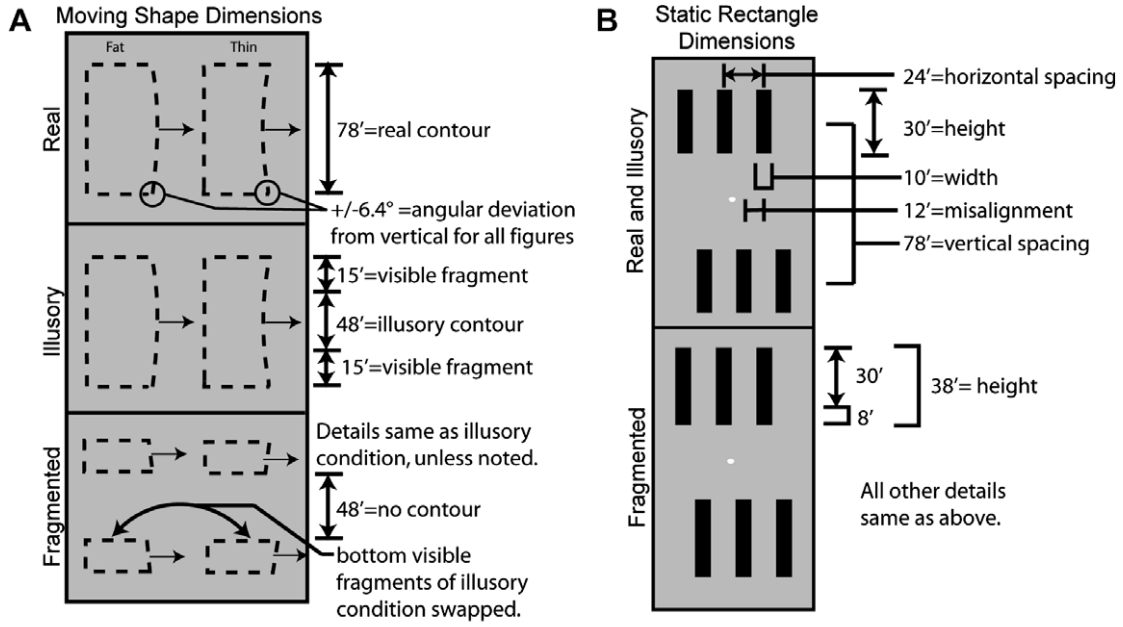 A
Moving Shape Dimensions
Fat
Thin
Real
78′=real contour
+/-6.4° =angular deviation
from vertical for all figures
Illusory
15′=visible fragment
48′=illusory contour
15′=visible fragment
Fragmented
Details same as illusory
condition, unless noted.
48′=no contour
bottom visible
fragments of illusory
condition swapped.
B
Static Rectangle
Dimensions
Real and Illusory
24′=horizontal spacing
30′=height
10′=width
12′=misalignment
78′=vertical spacing
Fragmented
30′
8′
38′= height
All other details
same as above.